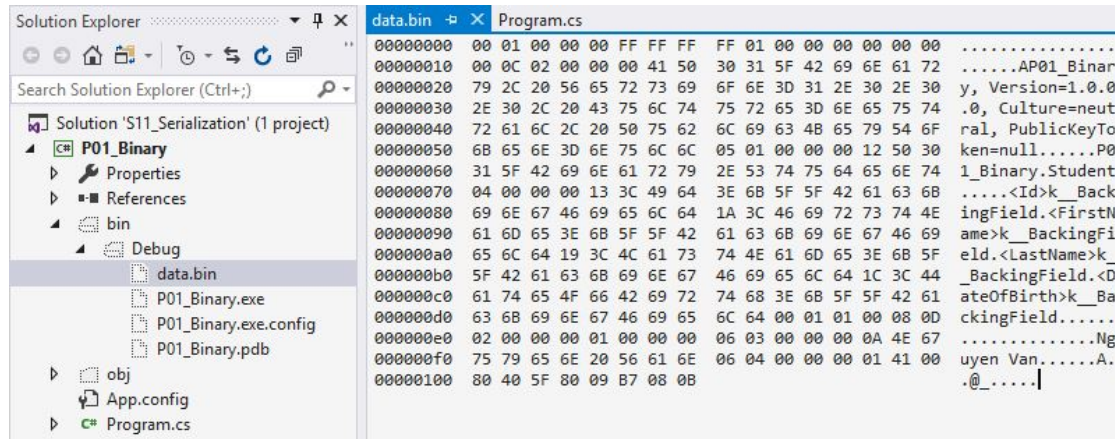 Solution Explorer
Search Solution Explorer (Ctrl+;)
Solution 'S11_Serialization' (1 project)
P01_Binary
Properties
References
bin
Debug
data.bin
P01_Binary.exe
P01_Binary.exe.config
P01_Binary.pdb
obj
App.config
C# Program.cs
data.bin Program.cs
00000000 00 01 00 00 00 FF FF FF FF 01 00 00 00 00 00 00 ................
00000010 00 0C 02 00 00 00 41 50 30 31 5F 42 69 6E 61 72 ......AP01_Binar
00000020 79 2C 20 56 65 72 73 69 6F 6E 3D 31 2E 30 2E 30 y, Version=1.0.0
00000030 2E 30 2C 20 43 75 6C 74 75 72 65 3D 6E 65 75 74 .0, Culture=neut
00000040 72 61 6C 2C 20 50 75 62 6C 69 63 4B 65 79 54 6F ral, PublicKeyTo
00000050 6B 65 6E 3D 6E 75 6C 6C 05 01 00 00 00 12 50 30 ken=null......P0
00000060 31 5F 42 69 6E 61 72 79 2E 53 74 75 64 65 6E 74 1_Binary.Student
00000070 04 00 00 00 13 3C 49 64 3E 6B 5F 5F 42 61 63 6B .....<Id>k__Back
00000080 69 6E 67 46 69 65 6C 64 1A 3C 46 69 72 73 74 4E ingField.<FirstN
00000090 61 6D 65 3E 6B 5F 5F 42 61 63 6B 69 6E 67 46 69 ame>k__BackingFi
000000a0 65 6C 64 19 3C 4C 61 73 74 4E 61 6D 65 3E 6B 5F eld.<LastName>k_
000000b0 5F 42 61 63 6B 69 6E 67 46 69 65 6C 64 1C 3C 44 _BackingField.<D
000000c0 61 74 65 4F 66 42 69 72 74 68 3E 6B 5F 5F 42 61 ateOfBirth>k__Ba
000000d0 63 6B 69 6E 67 46 69 65 6C 64 00 01 01 00 08 0D ckingField......
000000e0 02 00 00 00 01 00 00 00 06 03 00 00 00 0A 4E 67 ..............Ng
000000f0 75 79 65 6E 20 56 61 6E 06 04 00 00 00 01 41 00 uyen Van......A.
00000100 80 40 5F 80 09 B7 08 0B .@_.....